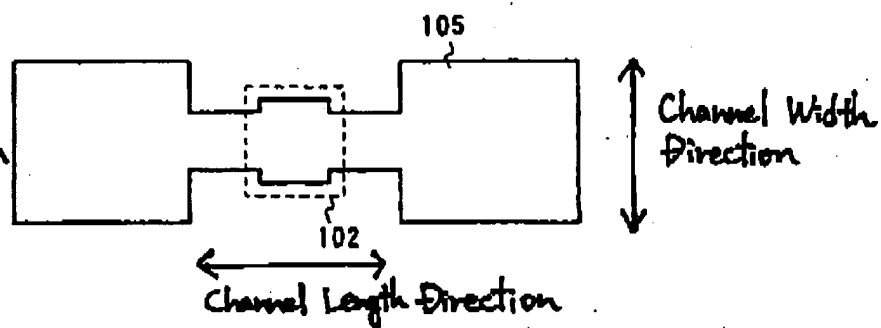 105
Channel Width
Direction
102
Channel Length Direction